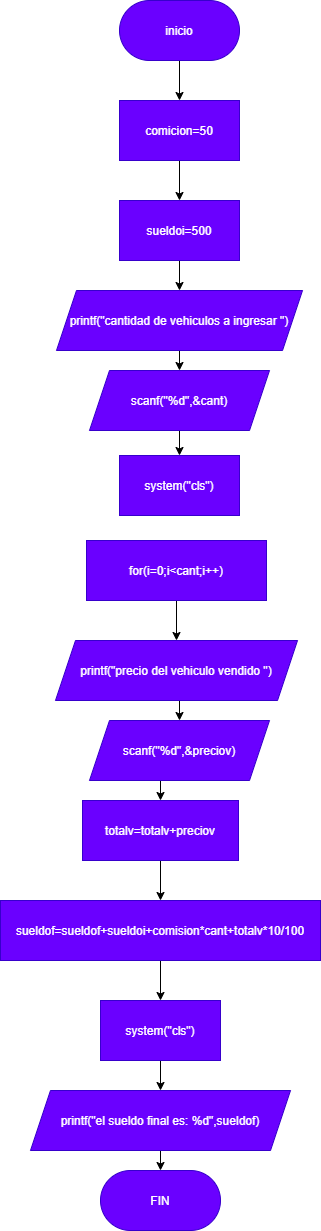 inicio
comicion=50
sueldoi=500
printf("cantidad de vehiculos a ingresar ")
scanf("%d",&cant)
system("cls")
for(i=0;i<cant;i++)
printf("precio del vehiculo vendido ")
scanf("%d",&preciov)
totalv=totalv+preciov
sueldof=sueldof+sueldoi+comision*cant+totalv*10/100
system("cls")
printf("el sueldo final es: %d",sueldof)
FIN